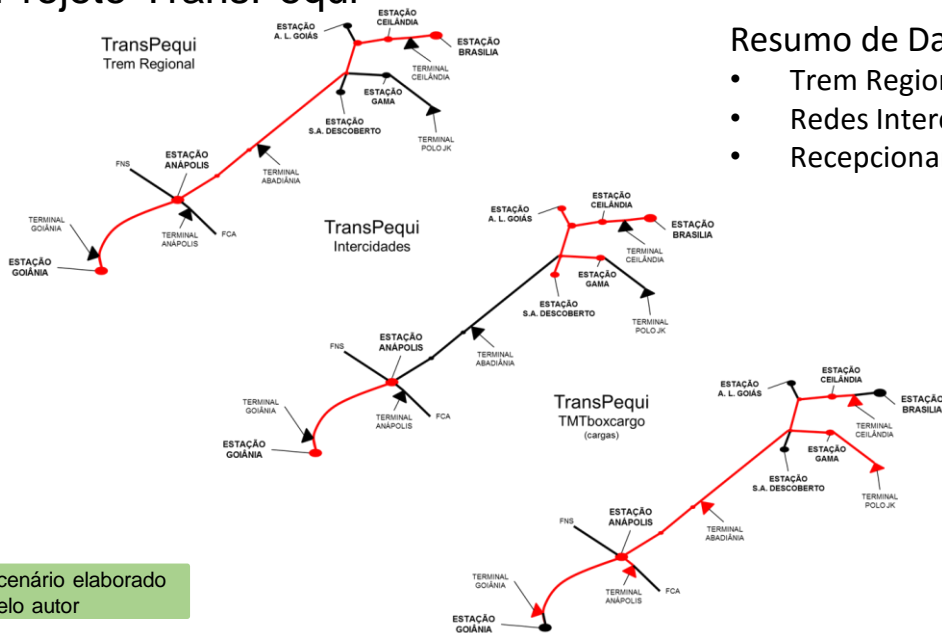 TransPequi
Trem Regional
ESTAÇÃO
A. L. GOIÁS
ESTAÇÃO
CEILÂNDIA
ESTAÇÃO
BRASILIA
TERMINAL
CEILÂNDIA
ESTAÇÃO
GAMA
ESTAÇÃO
S.A. DESCOBERTO
TERMINAL
POLO JK
TERMINAL
ABADIÂNIA
ESTAÇÃO
ANÁPOLIS
FNS
TERMINAL
GOIÂNIA
TERMINAL
ANÁPOLIS
FCA
ESTAÇÃO
GOIÂNIA
Resumo de
•
Trem
•
Redes
•
TransPequi
Intercidades
ESTAÇÃO
A. L. GOIÁS
ESTAÇÃO
CEILÂNDIA
ESTAÇÃO
BRASILIA
TERMINAL
CEILÂNDIA
ESTAÇÃO
GAMA
ESTAÇÃO
S.A. DESCOBERTO
TERMINAL
POLO JK
TERMINAL
ABADIÂNIA
ESTAÇÃO
ANÁPOLIS
FNS
TERMINAL
GOIÂNIA
TERMINAL
ANÁPOLIS
FCA
ESTAÇÃO
GOIÂNIA
TransPequi
TMTboxcargo
(cargas)
ESTAÇÃO
A. L. GOIÁS
ESTAÇÃO
CEILÂNDIA
ESTAÇÃO
BRASILIA
TERMINAL
CEILÂNDIA
ESTAÇÃO
GAMA
ESTAÇÃO
S.A. DESCOBERTO
TERMINAL
POLO JK
TERMINAL
ABADIÂNIA
ESTAÇÃO
ANÁPOLIS
FNS
TERMINAL
GOIÂNIA
TERMINAL
ANÁPOLIS
FCA
ESTAÇÃO
GOIÂNIA
cenário elaborado
elo autor